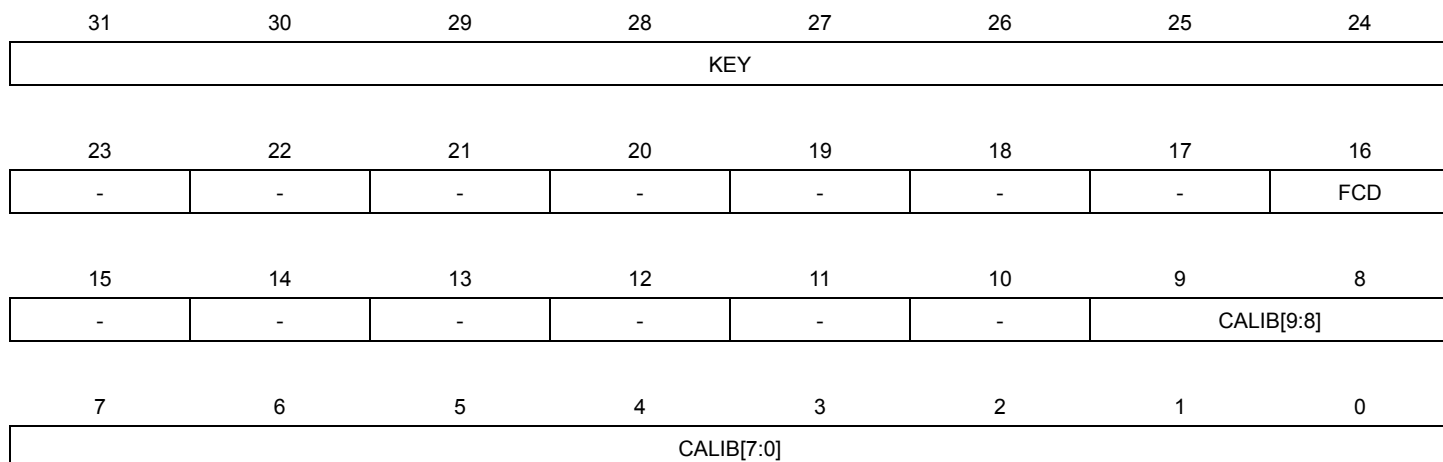 31 30 29 28 27 26 25 24
KEY
23 22 21 20 19 18 17 16
- - - - - - - FCD
15 14 13 12 11 10 9 8
- - - - - - CALIB[9:8]
7 6 5 4 3 2 1 0
CALIB[7:0]